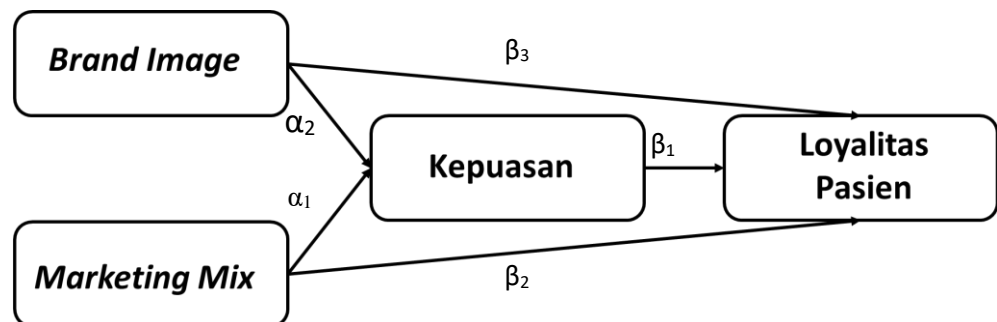 Brand Image
β3
α2
Kepuasan
β1
Loyalitas
Pasien
α1
Marketing Mix
β2